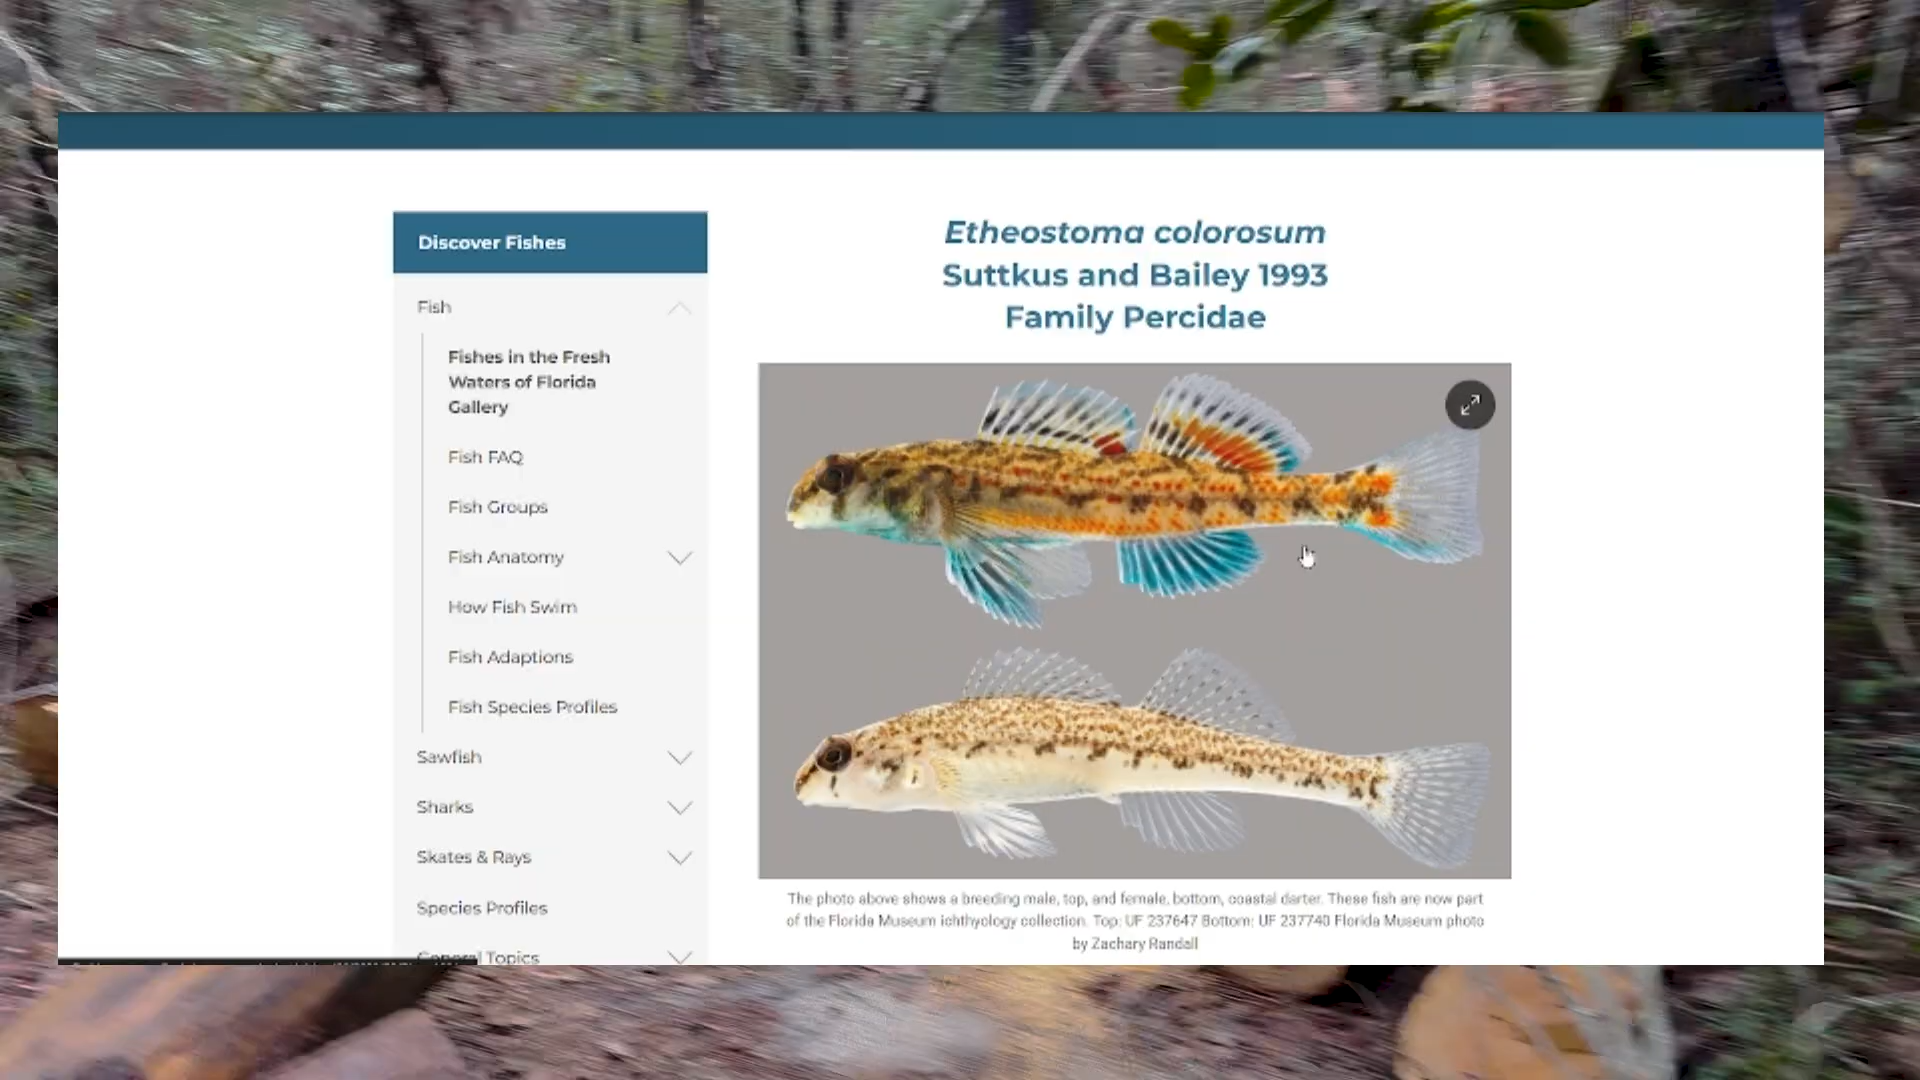 Discover Fishes
Fish
Fishes in the Fresh
Waters of Florida
Gallery
Fish FAQ
Fish Groups
Fish Anatomy
How Fish Swim
Fish Adaptions
Fish Species Profiles
Sawfish
Sharks
Skates & Rays
Species Profiles
General Topics
Etheostoma colorosum
Suttkus and Bailey 1993
Family Percidae
The photo above shows a breeding male, top, and female, bottom, coastal darter. These fish are now part
of the Florida Museum ichthyology collection. Top: UF 237647 Bottom: UF 237740 Florida Museum photo
by Zachary Randall